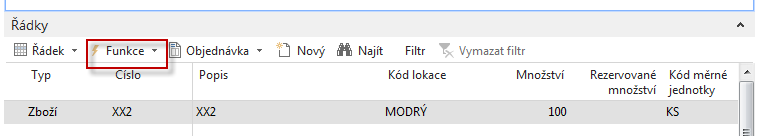 Řádky
Řádek Funkce Objednávka Nový Najít Filtr Vymazat filtr
Typ Číslo Popis Kód lokace Množství Rezervované množství Kód měrné jednotky
Zboží XX2 XX2 MODRÝ 100 KS